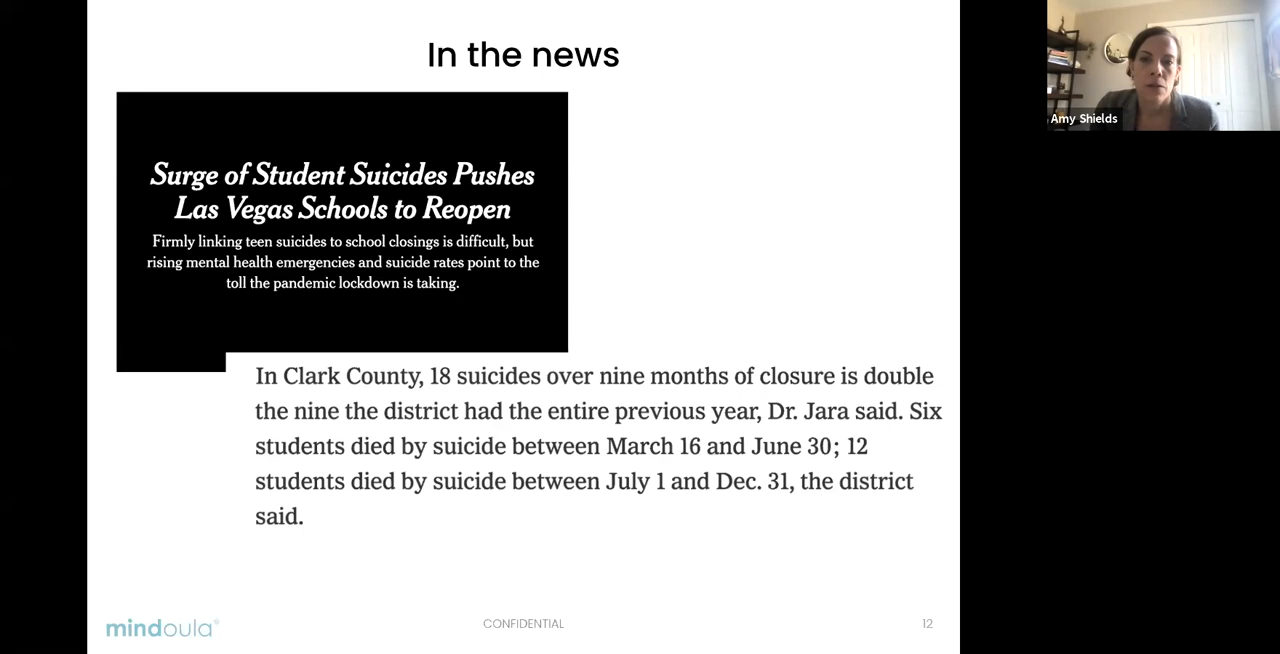 In the news
Surge of Student Suicides Pushes
Las Vegas Schools to Reopen
Firmly linking teen suicides to school closings is difficult, but
rising mental health emergencies and suicide rates point to the
toll the pandemic lockdown is taking.
In Clark County, 18 suicides over nine months of closure is double
the nine the district had the entire previous year, Dr. Jara said. Six
students died by suicide between March 16 and June 30; 12
students died by suicide between July 1 and Dec. 31, the district
said.
mindoula®
CONFIDENTIAL
12
Amy Shields